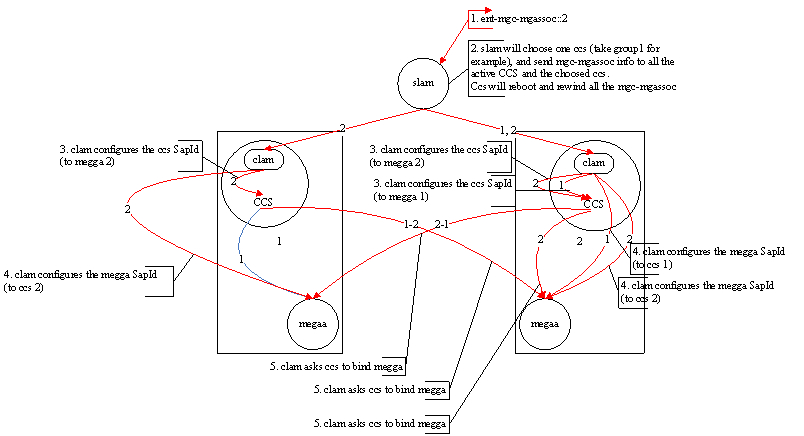 1. ent-mgc-mgassoc::2
2. slam will choose one ccs (take group1 for
example), and send mgc-mgassoc info to all the
active CCS and the choosed ccs.
Ccs will reboot and rewind all the mgc-mgassoc
slam
2
1, 2
3. clam configures the ccs SapId
(to megga 2)
3. clam configures the ccs SapId
(to megga 2)
3. clam configures the ccs SapId
(to megga 1)
clam
clam
2
2
1
CCS
CCS
2
1-2
2-1
1
2
2
1
2
1
4. clam configures the megga SapId
(to ccs 1)
4. clam configures the megga SapId
(to ccs 2)
4. clam configures the megga SapId
(to ccs 2)
megaa
megaa
5. clam asks ccs to bind megga
5. clam asks ccs to bind megga
5. clam asks ccs to bind megga